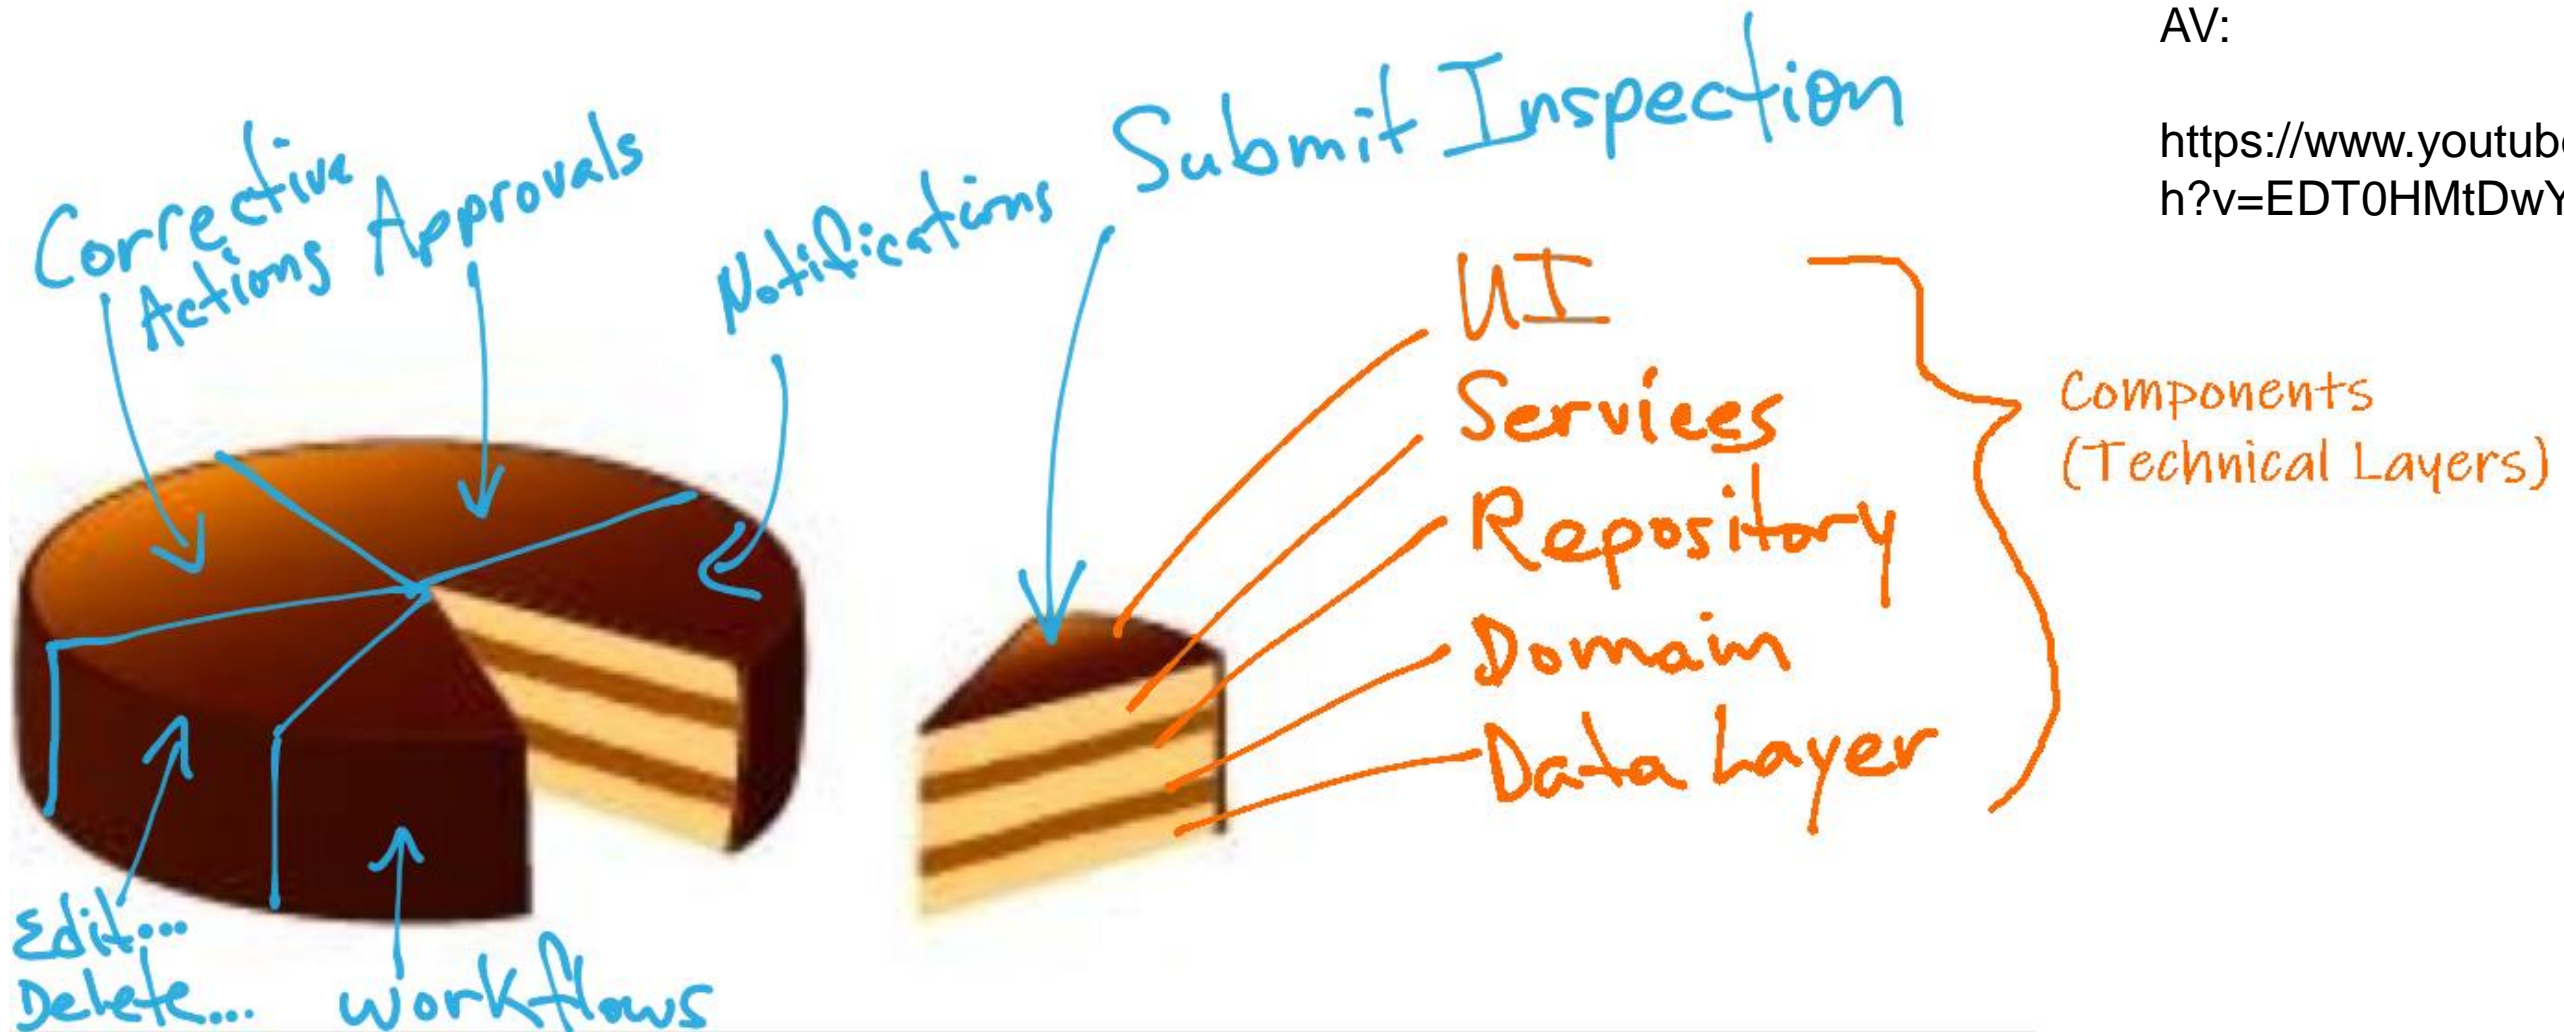 AV:
https://www.youtube
h?v=EDT0HMtDwY
Corrective
Actions
Approvals
Notifications
Submit Inspection
UI
Services
Repository
Domain
Data Layer
Components
(Technical Layers)
Edit...
Delete...
Workflows